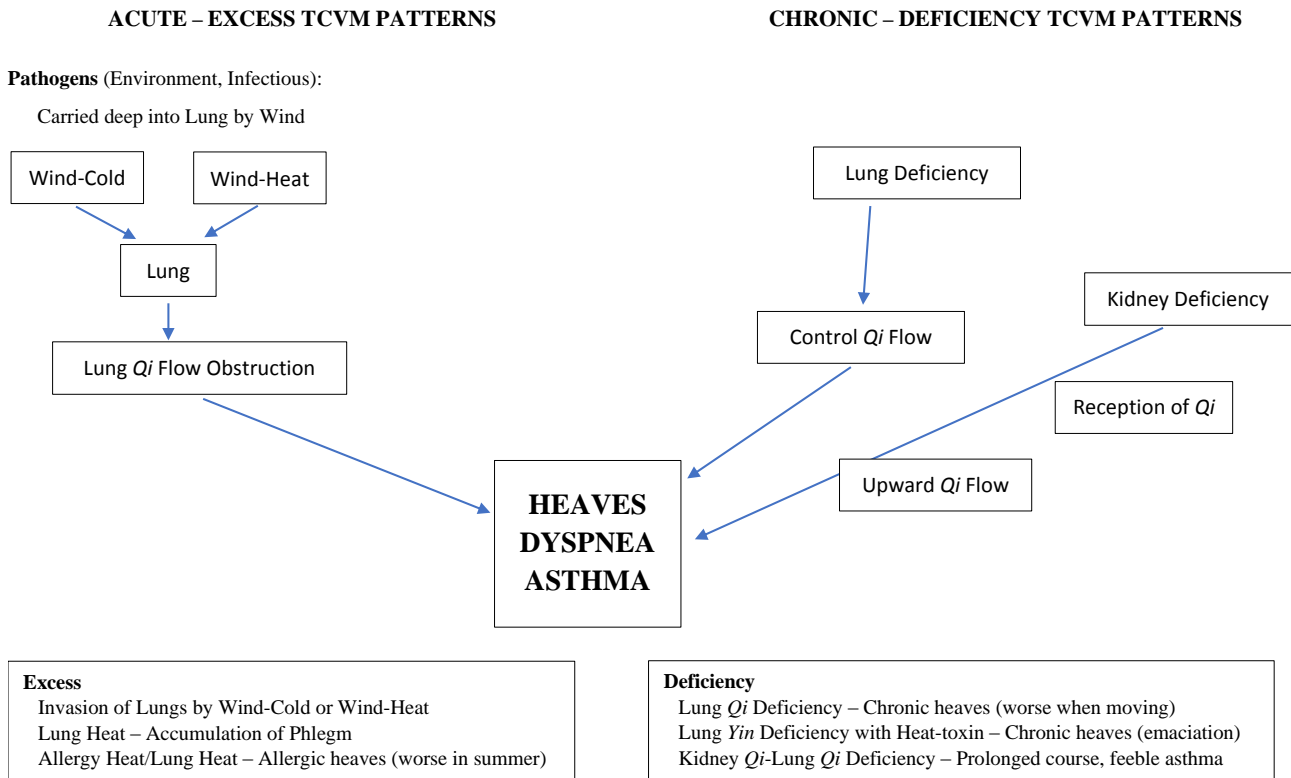 ACUTE – EXCESS TCVM PATTERNS
CHRONIC – DEFICIENCY TCVM PATTERNS
Pathogens (Environment, Infectious):
Carried deep into Lung by Wind
Wind-Cold
Wind-Heat
Lung
Lung Qi Flow Obstruction
Lung Deficiency
Kidney Deficiency
Control Qi Flow
Reception of Qi
Upward Qi Flow
HEAVES
DYSPNEA
ASTHMA
Excess
Invasion of Lungs by Wind-Cold or Wind-Heat
Lung Heat – Accumulation of Phlegm
Allergy Heat/Lung Heat – Allergic heaves (worse in summer)
Deficiency
Lung Qi Deficiency – Chronic heaves (worse when moving)
Lung Yin Deficiency with Heat-toxin – Chronic heaves (emaciation)
Kidney Qi-Lung Qi Deficiency – Prolonged course, feeble asthma